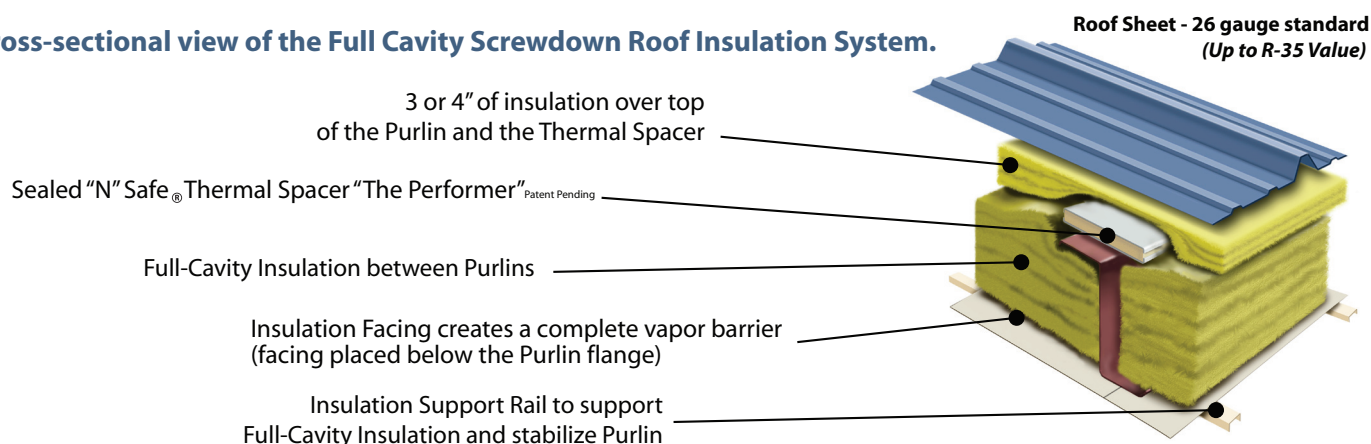 ross-sectional view of the Full Cavity Screwdown Roof Insulation System.
Roof Sheet - 26 gauge standard
(Up to R-35 Value)
3 or 4” of insulation over top
of the Purlin and the Thermal Spacer
Sealed “N” Safe ® Thermal Spacer “The Performer” Patent Pending
Full-Cavity Insulation between Purlins
Insulation Facing creates a complete vapor barrier
(facing placed below the Purlin flange)
Insulation Support Rail to support
Full-Cavity Insulation and stabilize Purlin